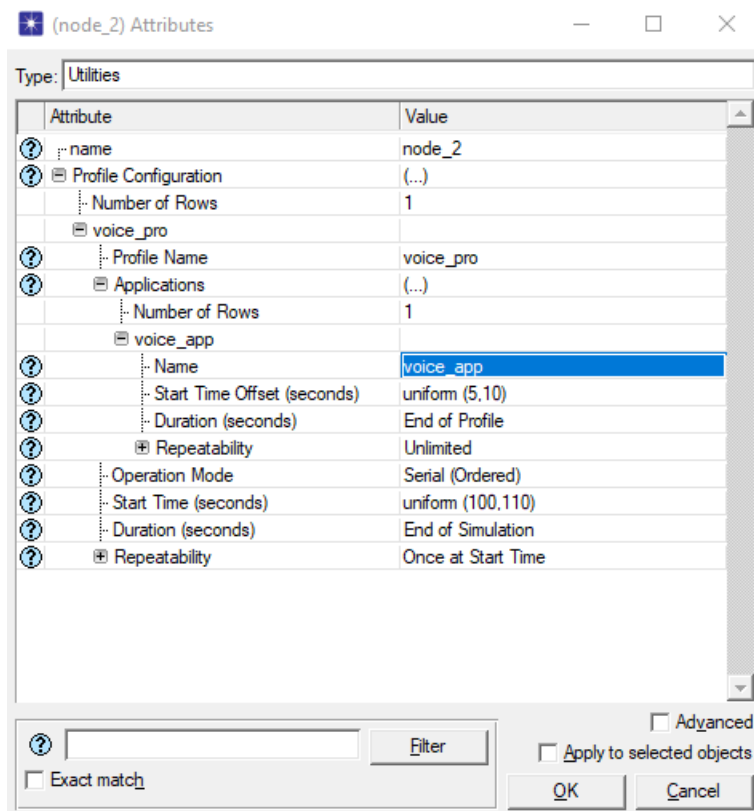 (node_2) Attributes
Type: Utilities
Attribute Value
name node_2
Profile Configuration (...)
Number of Rows 1
voice_pro
Profile Name voice_pro
Applications (...)
Number of Rows 1
voice_app
Name voice_app
Start Time Offset (seconds) uniform (5,10)
Duration (seconds) End of Profile
Repeatability Unlimited
Operation Mode Serial (Ordered)
Start Time (seconds) uniform (100,110)
Duration (seconds) End of Simulation
Repeatability Once at Start Time
Advanced
Filter Apply to selected objects
Exact match OK Cancel